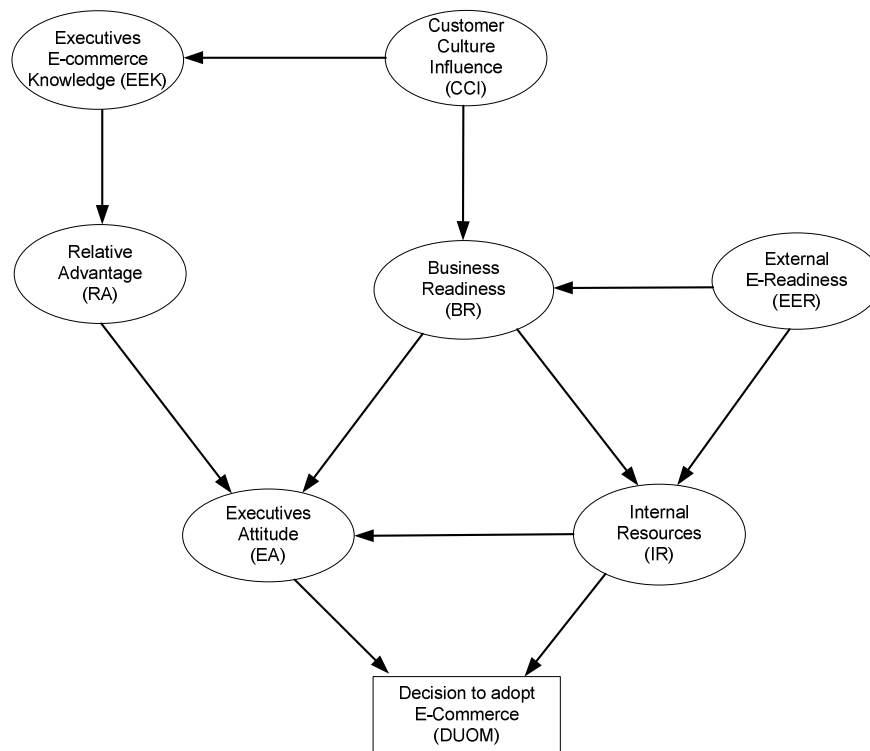 Executives
E-commerce
Knowledge (EEK)
Customer
Culture
Influence
(CCI)
Relative
Advantage
(RA)
Business
Readiness
(BR)
External
E-Readiness
(EER)
Executives
Attitude
(EA)
Internal
Resources
(IR)
Decision to adopt
E-Commerce
(DUOM)